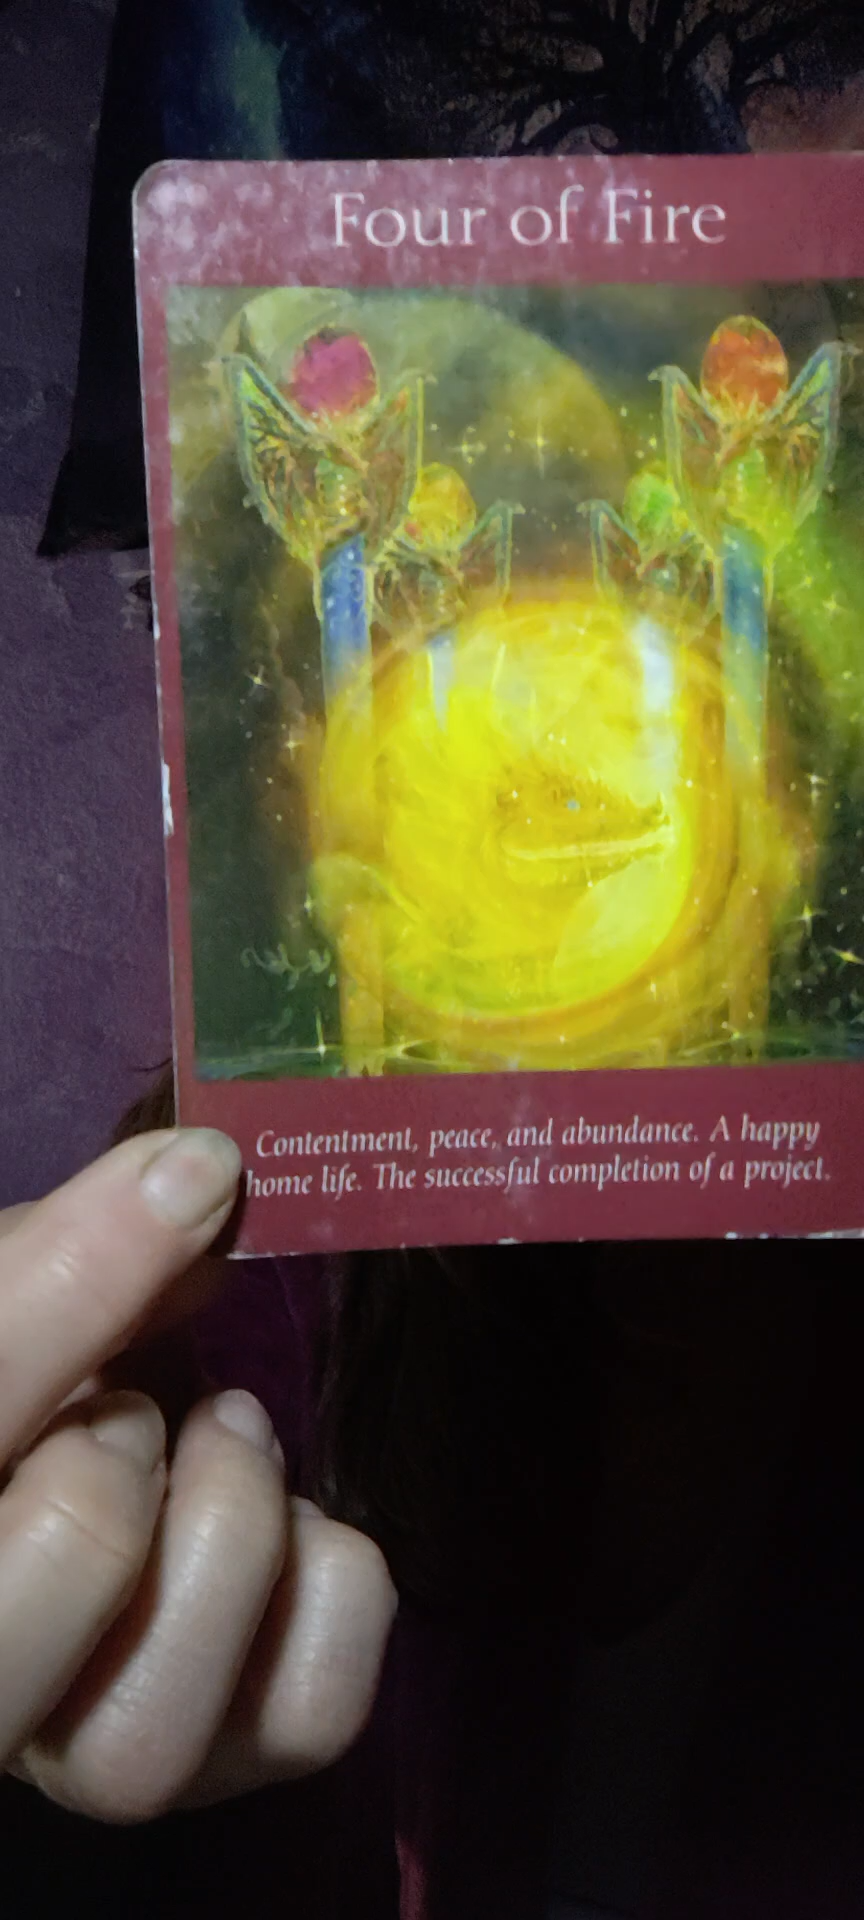 Four of Fire
Contentment, peace, and abundance. A happy
home life. The successful completion of a project.